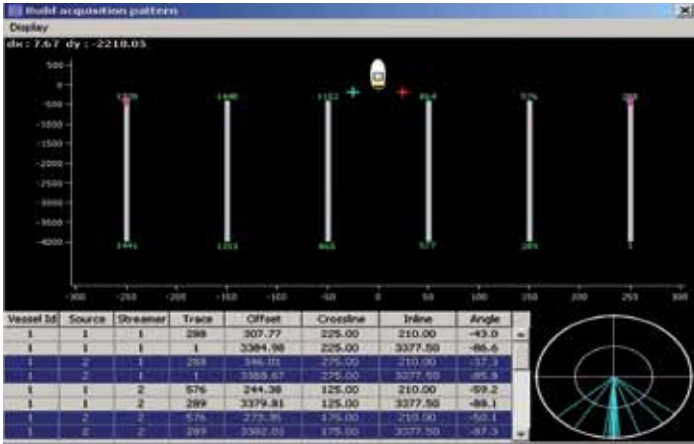 Build acquisition pattern
Display
dx : 7.67 dy : -2218.05
500
0
-500
-1000
-1500
-2000
-2500
-3000
-3500
-4000
1440 1152 864 576 288
1441 1153 865 577 289 1
-300 -250 -200 -150 -100 -50 0 50 100 150 200 250 300
Vessel Id Source Streamer Trace Offset Crossline Inline Angle
1 1 1 288 307.77 225.00 210.00 -43.0
1 1 1 1 3384.98 225.00 3377.50 -86.6
1 2 1 288 346.01 275.00 210.00 -37.3
1 2 1 1 3388.67 275.00 3377.50 -85.8
1 1 2 576 244.38 125.00 210.00 -59.2
1 1 2 289 3379.81 125.00 3377.50 -88.1
1 2 2 576 273.35 175.00 210.00 -50.1
1 2 2 289 3382.03 175.00 3377.50 -87.3